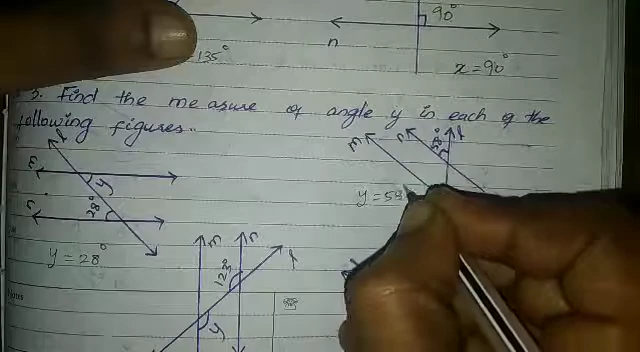 90°
n
135°
x=90°
3. Find the measure of angle y in each of the
following figures.
t
m
y
n
28°
y = 28°
m
n
t
58°
y = 58
m
n
t
123°
y